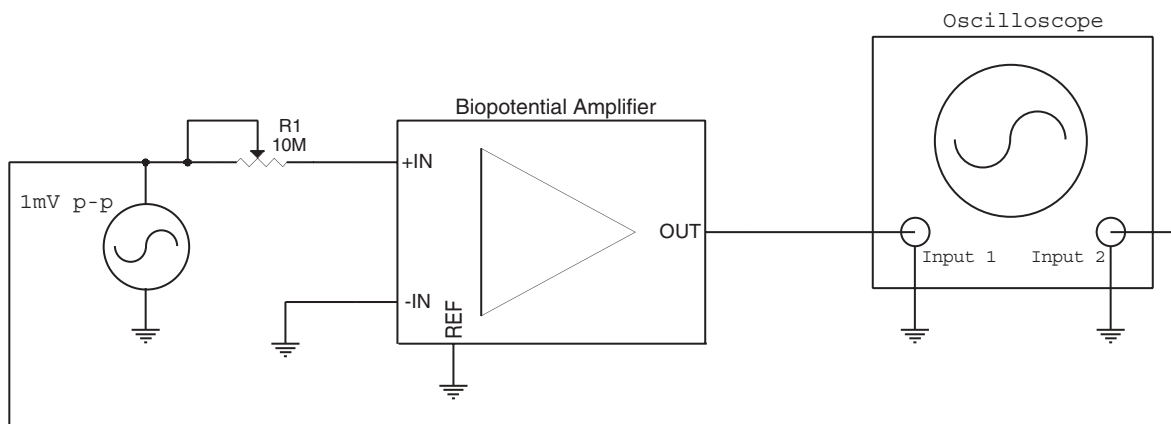 Oscilloscope
Biopotential Amplifier
R1
10M
+IN
1mV p-p
OUT
Input 1
Input 2
-IN
REF